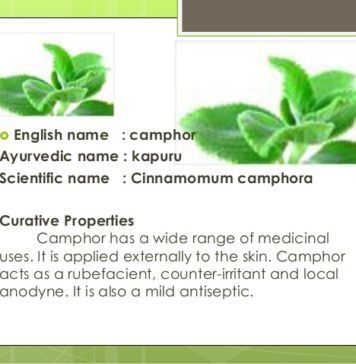 English name : camphor
Ayurvedic name : kapuru
Scientific name : Cinnamomum camphora
Curative Properties
Camphor has a wide range of medicinal
uses. It is applied externally to the skin. Camphor
acts as a rubefacient, counter-irritant and local
anodyne. It is also a mild antiseptic.